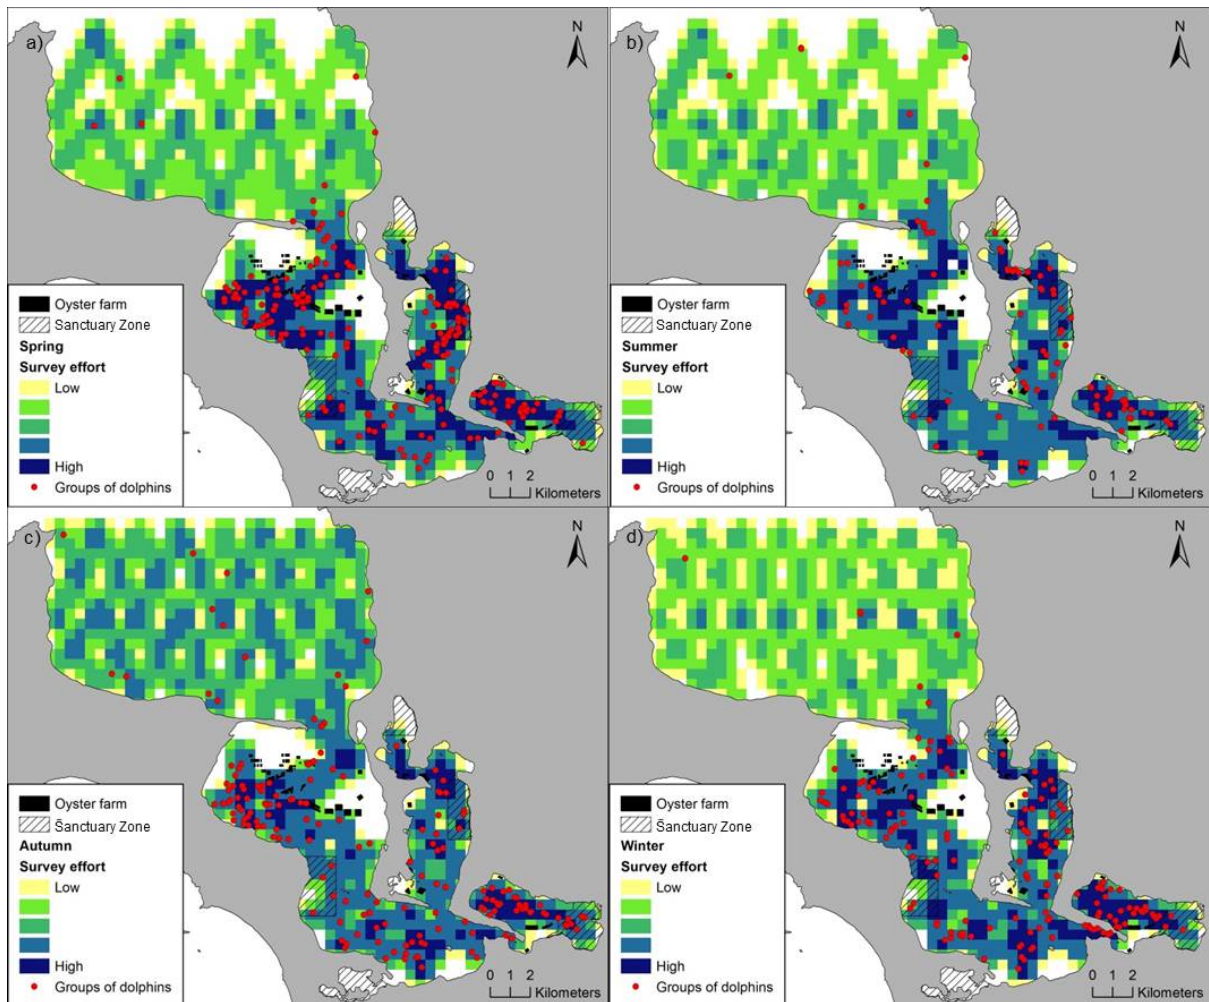 a)
N
Oyster farm
Sanctuary Zone
Spring
Survey effort
Low
High
Groups of dolphins
0 1 2
Kilometers
b)
N
Oyster farm
Sanctuary Zone
Summer
Survey effort
Low
High
Groups of dolphins
0 1 2
Kilometers
c)
N
Oyster farm
Sanctuary Zone
Autumn
Survey effort
Low
High
Groups of dolphins
0 1 2
Kilometers
d)
N
Oyster farm
Sanctuary Zone
Winter
Survey effort
Low
High
Groups of dolphins
0 1 2
Kilometers